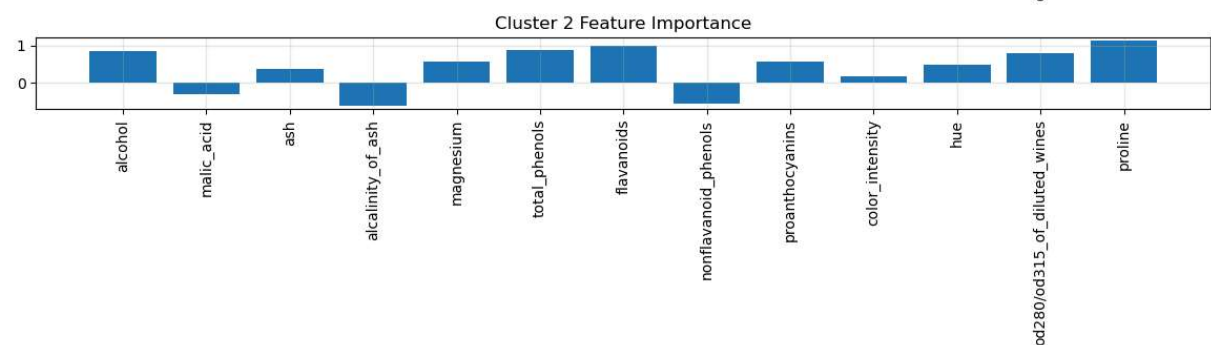 Cluster 2 Feature Importance
1
0
alcohol
malic_acid
ash
alcalinity_of_ash
magnesium
total_phenols
flavanoids
nonflavanoid_phenols
proanthocyanins
color_intensity
hue
od280/od315_of_diluted_wines
proline